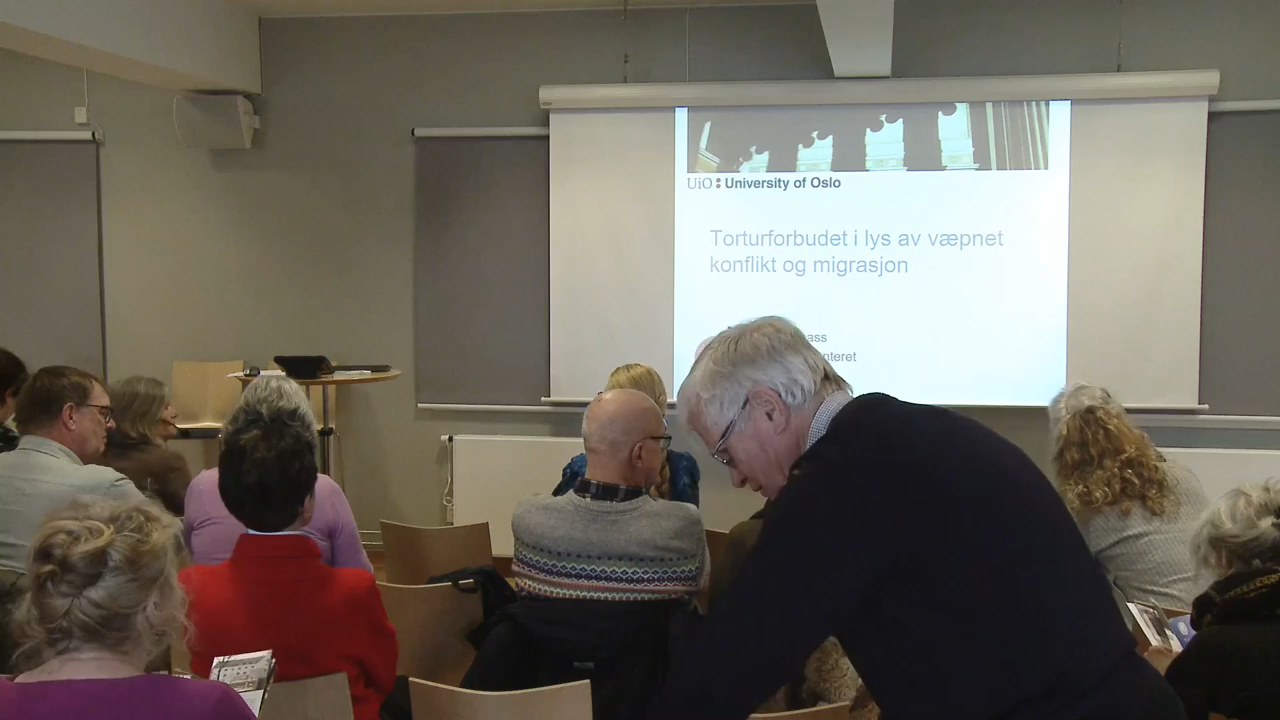 UiO : University of Oslo
Torturforbudet i lys av væpnet
konflikt og migrasjon